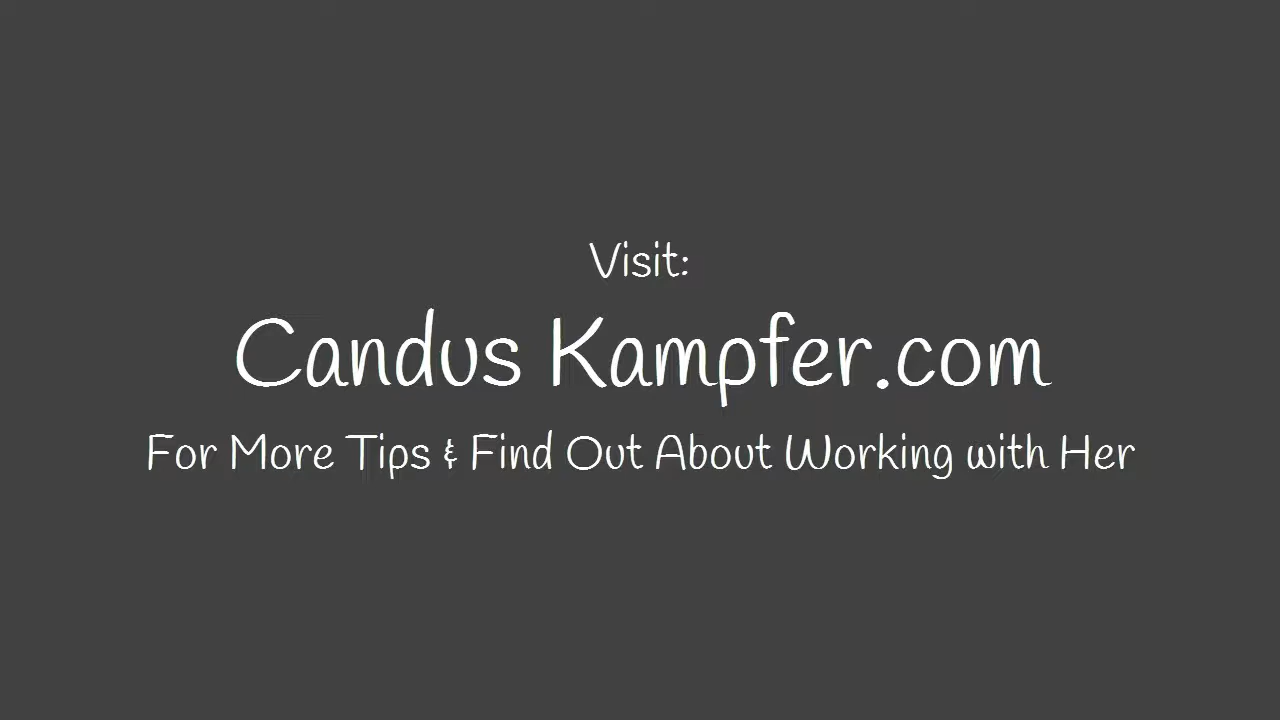 Visit:
Candus Kampfer.com
For More Tips & Find Out About Working with Her